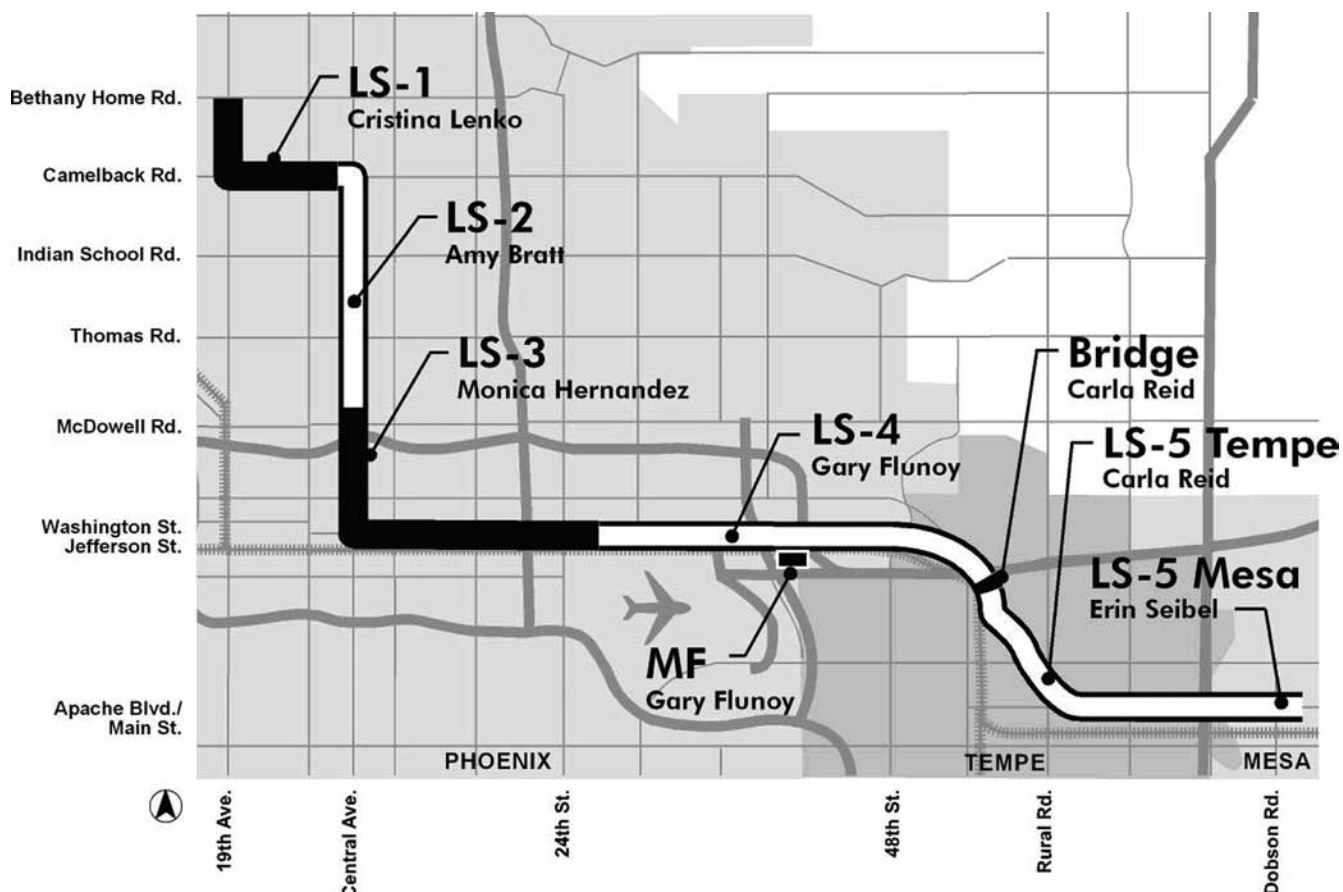 Bethany Home Rd.
LS-1
Cristina Lenko
Camelback Rd.
LS-2
Amy Bratt
Indian School Rd.
Thomas Rd.
LS-3
Monica Hernandez
Bridge
Carla Reid
McDowell Rd.
LS-4
Gary Flunoy
LS-5 Tempe
Carla Reid
Washington St.
Jefferson St.
LS-5 Mesa
Erin Seibel
MF
Gary Flunoy
Apache Blvd./
Main St.
PHOENIX
TEMPE
MESA
19th Ave.
Central Ave.
24th St.
48th St.
Rural Rd.
Dobson Rd.